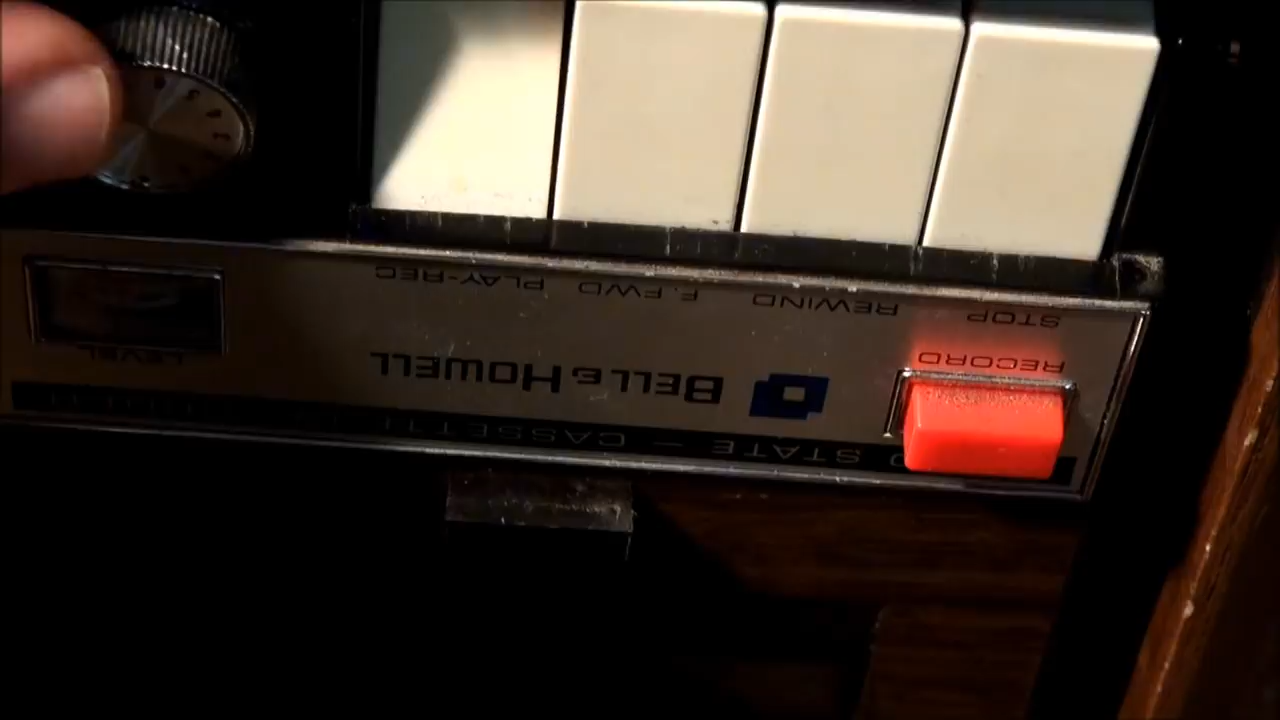 RECORD
STOP REWIND F. FWD PLAY-REC
BELL & HOWELL
LEVEL
STATE – CASSETTE